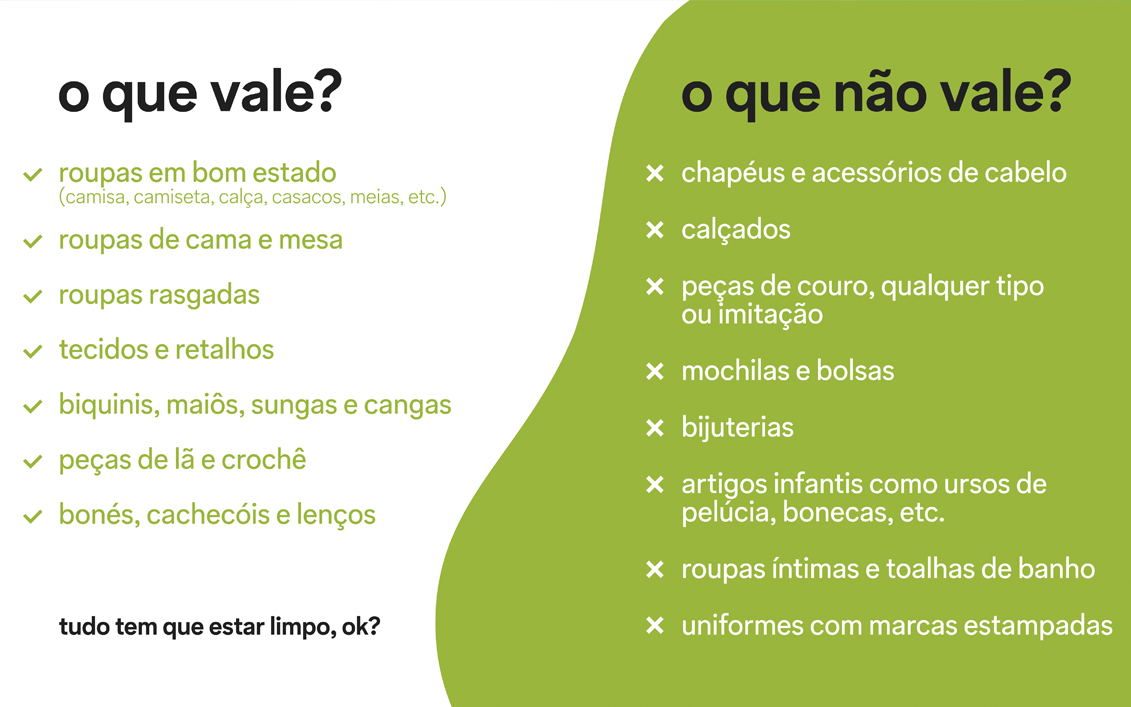 o que vale?
roupas em bom estado
(camisa, camiseta, calça, casacos, meias, etc.)
roupas de cama e mesa
roupas rasgadas
tecidos e retalhos
biquinis, maiôs, sungas e cangas
peças de lã e crochê
bonés, cachecóis e lenços
tudo tem que estar limpo, ok?
o que não vale?
chapéus e acessórios de cabelo
calçados
peças de couro, qualquer tipo
ou imitação
mochilas e bolsas
bijuterias
artigos infantis como ursos de
pelúcia, bonecas, etc.
roupas íntimas e toalhas de banho
uniformes com marcas estampadas